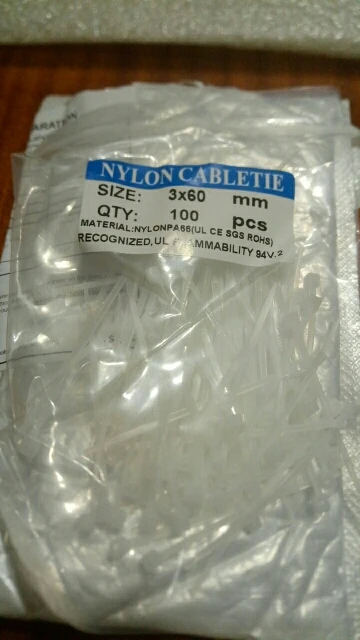 NYLON CABLETIE
SIZE: 3x60 mm
QTY: 100 pcs
MATERIAL:NYLONPA66(UL CE SGS ROHS)
RECOGNIZED,UL FLAMMABILITY 94V-2
ARATION